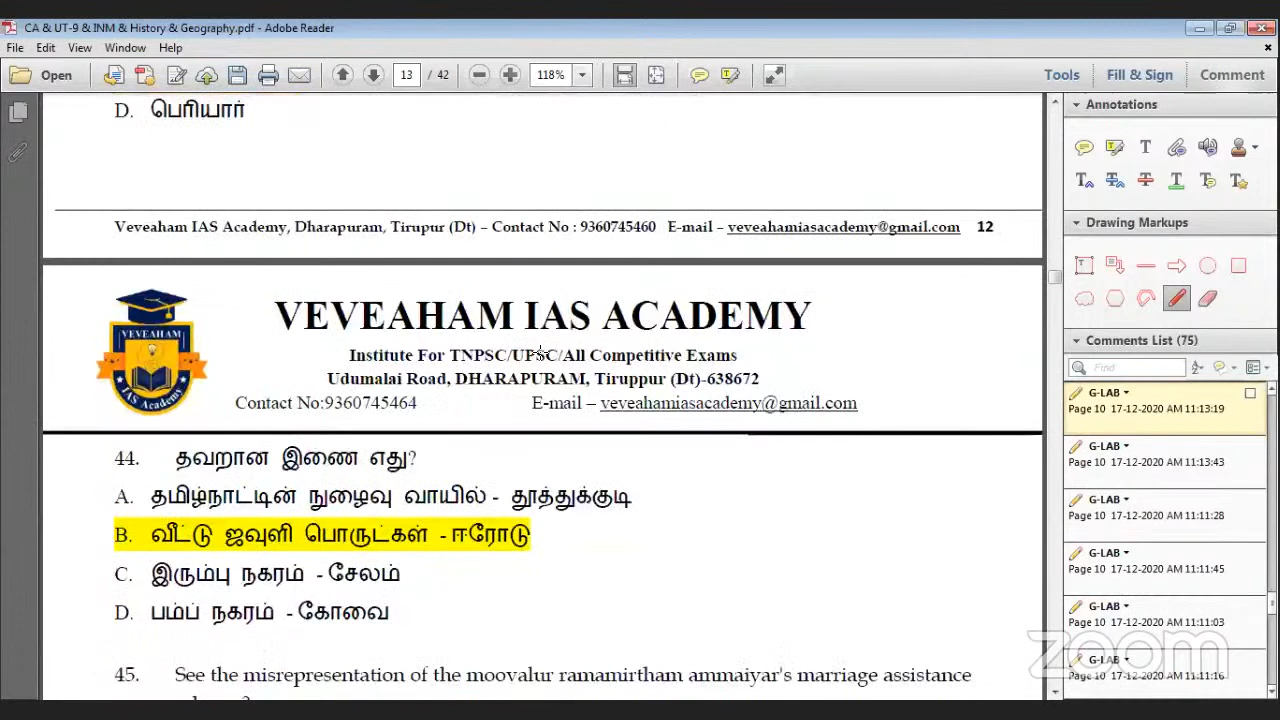 CA & UT-9 & INM & History & Geography.pdf - Adobe Reader
File Edit View Window Help
Open 13 / 42 118% Tools Fill & Sign Comment
D. பெரியார்
Veveaham IAS Academy, Dharapuram, Tirupur (Dt) – Contact No : 9360745460 E-mail – veveahamiasacademy@gmail.com 12
VEVEAHAM
IAS Academy
VEVEAHAM IAS ACADEMY
Institute For TNPSC/UPSC/All Competitive Exams
Udumalai Road, DHARAPURAM, Tiruppur (Dt)-638672
Contact No:9360745464 E-mail – veveahamiasacademy@gmail.com
44. தவறான இணை எது?
A. தமிழ்நாட்டின் நுழைவு வாயில் - தூத்துக்குடி
B. வீட்டு ஜவுளி பொருட்கள் - ஈரோடு
C. இரும்பு நகரம் - சேலம்
D. பம்ப் நகரம் - கோவை
45. See the misrepresentation of the moovalur ramamirtham ammaiyar's marriage assistance
Annotations
Drawing Markups
Comments List (75)
Find
G-LAB
Page 10 17-12-2020 AM 11:13:19
G-LAB
Page 10 17-12-2020 AM 11:13:43
G-LAB
Page 10 17-12-2020 AM 11:11:28
G-LAB
Page 10 17-12-2020 AM 11:11:45
G-LAB
Page 10 17-12-2020 AM 11:11:03
G-LAB
Page 10 17-12-2020 AM 11:11:16
zoom